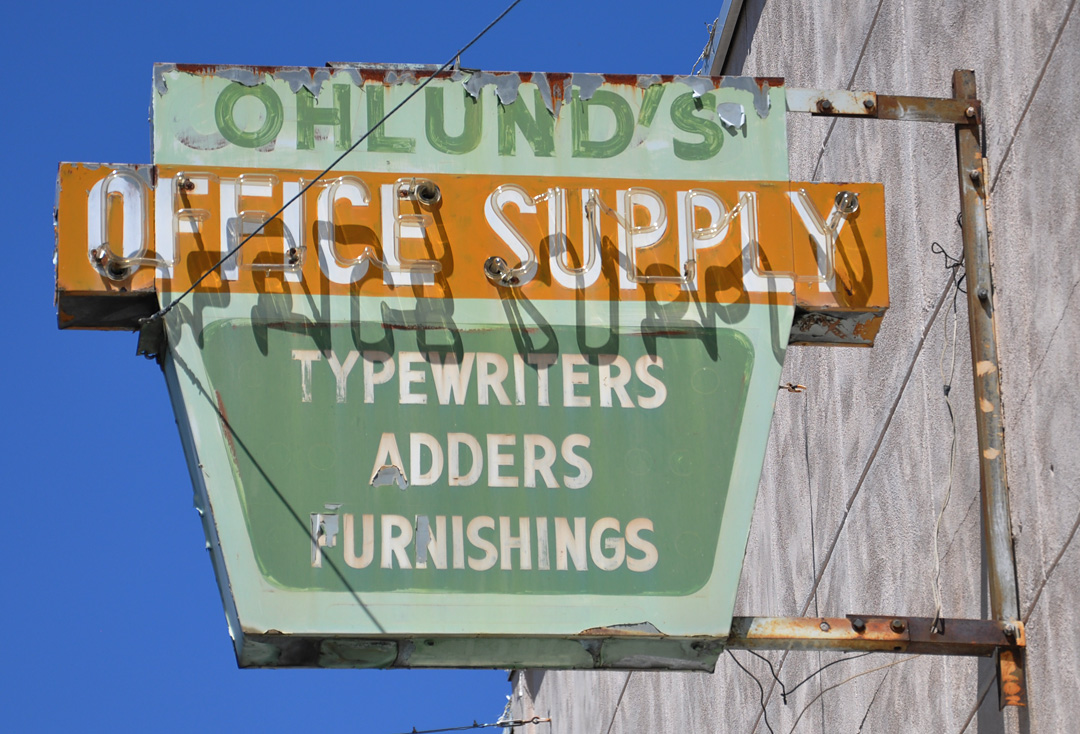 OHLUND'S
OFFICE SUPPLY
TYPEWRITERS
ADDERS
FURNISHINGS